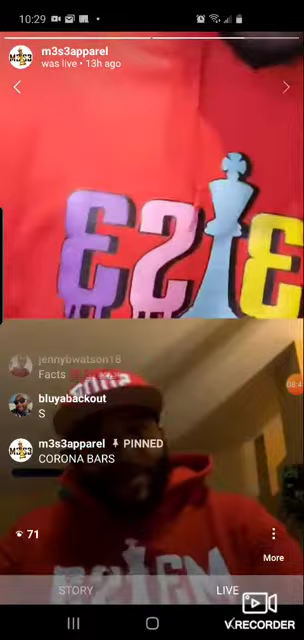 10:29
m3s3apparel
was live • 13h ago
jennybwatson18
Facts
bluyabackout
S
m3s3apparel PINNED
CORONA BARS
71
More
STORY LIVE
V.RECORDER